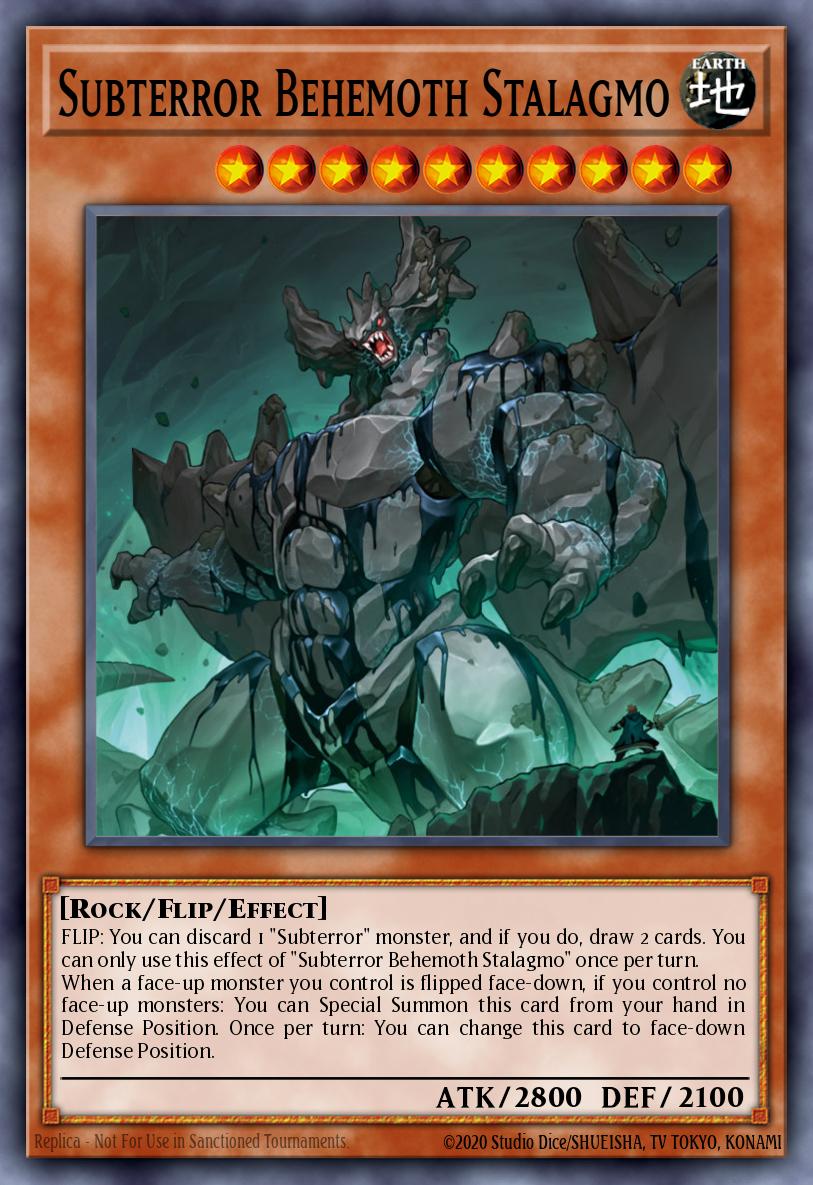 Subterror Behemoth Stalagmo
EARTH
地
[Rock/Flip/Effect]
FLIP: You can discard 1 "Subterror" monster, and if you do, draw 2 cards. You
can only use this effect of "Subterror Behemoth Stalagmo" once per turn.
When a face-up monster you control is flipped face-down, if you control no
face-up monsters: You can Special Summon this card from your hand in
Defense Position. Once per turn: You can change this card to face-down
Defense Position.
ATK/2800 DEF/2100
Replica - Not For Use in Sanctioned Tournaments.
©2020 Studio Dice/SHUEISHA, TV TOKYO, KONAMI